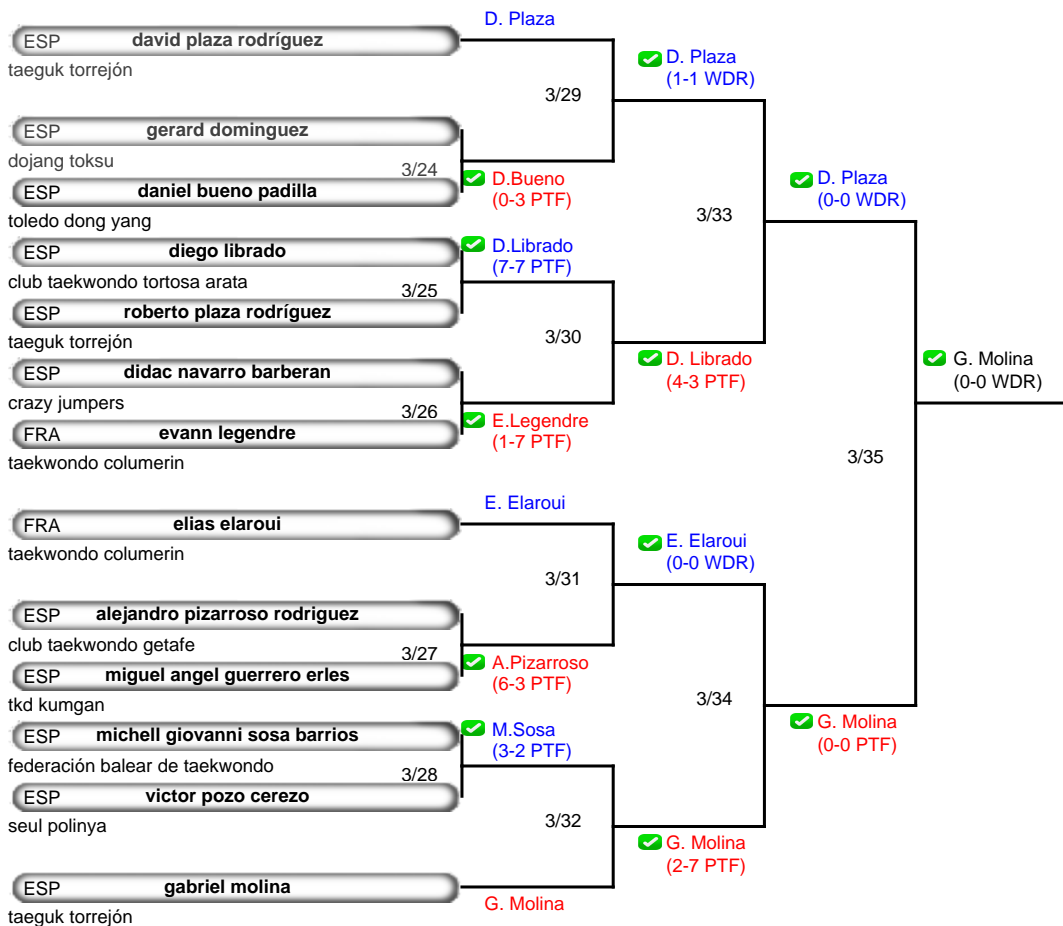 D. Plaza
ESP david plaza rodríguez
taeguk torrejón
D. Plaza
(1-1 WDR)
3/29
ESP gerard dominguez
dojang toksu
3/24
D.Bueno
(0-3 PTF)
ESP daniel bueno padilla
toledo dong yang
D. Plaza
(0-0 WDR)
3/33
ESP diego librado
D.Librado
(7-7 PTF)
club taekwondo tortosa arata
3/25
ESP roberto plaza rodríguez
taeguk torrejón
3/30
D. Librado
(4-3 PTF)
G. Molina
(0-0 WDR)
ESP didac navarro barberan
crazy jumpers
3/26
E.Legendre
(1-7 PTF)
FRA evann legendre
taekwondo columerin
3/35
E. Elaroui
FRA elias elaroui
taekwondo columerin
E. Elaroui
(0-0 WDR)
3/31
ESP alejandro pizarroso rodriguez
club taekwondo getafe
3/27
A.Pizarroso
(6-3 PTF)
ESP miguel angel guerrero erles
tkd kumgan
3/34
G. Molina
(0-0 PTF)
ESP michell giovanni sosa barrios
M.Sosa
(3-2 PTF)
federación balear de taekwondo
3/28
ESP victor pozo cerezo
seul polinya
3/32
G. Molina
(2-7 PTF)
ESP gabriel molina
G. Molina
taeguk torrejón